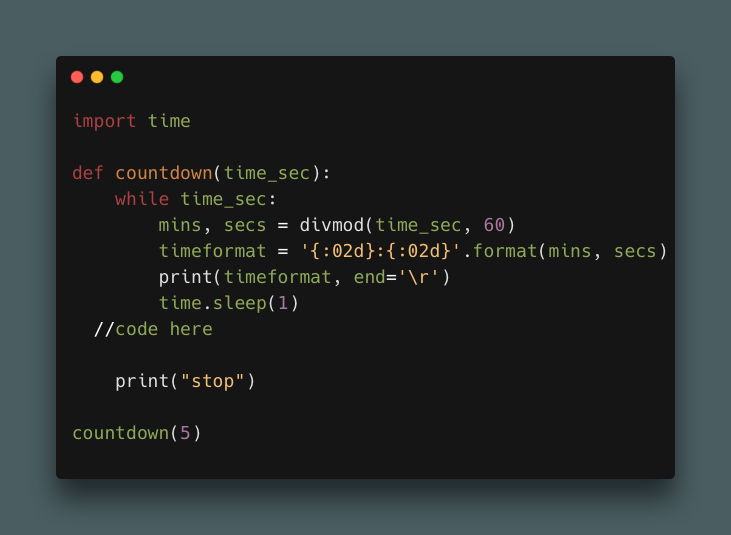 import time

def countdown(time_sec):
    while time_sec:
        mins, secs = divmod(time_sec, 60)
        timeformat = '{:02d}:{:02d}'.format(mins, secs)
        print(timeformat, end='\r')
        time.sleep(1)
  //code here

    print("stop")

countdown(5)